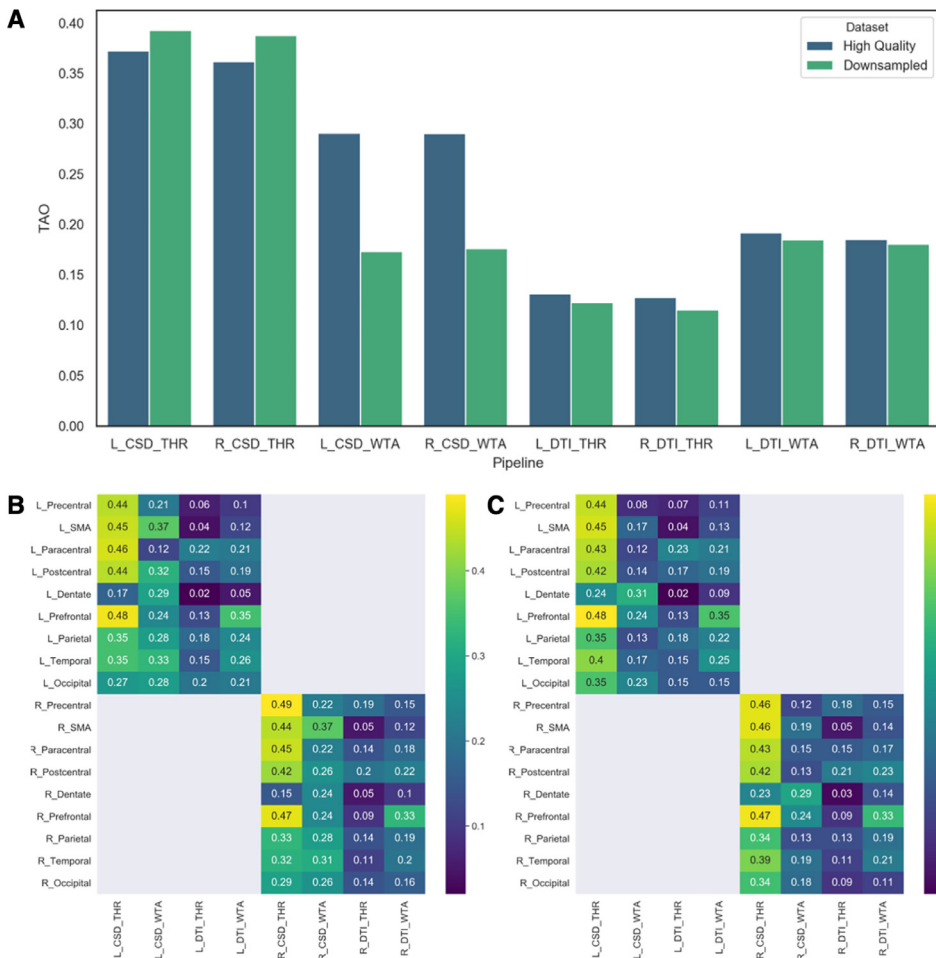 A
0.40
0.35
0.30
0.25
0.20
0.15
0.10
0.05
0.00
TAO
Dataset
High Quality
Downsampled
L_CSD_THR R_CSD_THR L_CSD_WTA R_CSD_WTA L_DTI_THR R_DTI_THR L_DTI_WTA R_DTI_WTA
Pipeline
B
L_Precentral 0.44 0.21 0.06 0.1
L_SMA 0.45 0.37 0.04 0.12
L_Paracentral 0.46 0.12 0.22 0.21
L_Postcentral 0.44 0.32 0.15 0.19
L_Dentate 0.17 0.29 0.02 0.05
L_Prefrontal 0.48 0.24 0.13 0.35
L_Parietal 0.35 0.28 0.18 0.24
L_Temporal 0.35 0.33 0.15 0.26
L_Occipital 0.27 0.28 0.2 0.21
R_Precentral 0.49 0.22 0.19 0.15
R_SMA 0.44 0.37 0.05 0.12
R_Paracentral 0.45 0.22 0.14 0.18
R_Postcentral 0.42 0.26 0.2 0.22
R_Dentate 0.15 0.24 0.05 0.1
R_Prefrontal 0.47 0.24 0.09 0.33
R_Parietal 0.33 0.28 0.14 0.19
R_Temporal 0.32 0.31 0.11 0.2
R_Occipital 0.29 0.26 0.14 0.16
L_CSD_THR L_CSD_WTA L_DTI_THR L_DTI_WTA R_CSD_THR R_CSD_WTA R_DTI_THR R_DTI_WTA
0.4
0.3
0.2
0.1
C
L_Precentral 0.44 0.08 0.07 0.11
L_SMA 0.45 0.17 0.04 0.13
L_Paracentral 0.43 0.12 0.23 0.21
L_Postcentral 0.42 0.14 0.17 0.19
L_Dentate 0.24 0.31 0.02 0.09
L_Prefrontal 0.48 0.24 0.13 0.35
L_Parietal 0.35 0.13 0.18 0.22
L_Temporal 0.4 0.17 0.15 0.25
L_Occipital 0.35 0.23 0.15 0.15
R_Precentral 0.46 0.12 0.18 0.15
R_SMA 0.46 0.19 0.05 0.14
R_Paracentral 0.43 0.15 0.15 0.17
R_Postcentral 0.42 0.13 0.21 0.23
R_Dentate 0.23 0.29 0.03 0.14
R_Prefrontal 0.47 0.24 0.09 0.33
R_Parietal 0.34 0.13 0.13 0.19
R_Temporal 0.39 0.19 0.11 0.21
R_Occipital 0.34 0.18 0.09 0.11
L_CSD_THR L_CSD_WTA L_DTI_THR L_DTI_WTA R_CSD_THR R_CSD_WTA R_DTI_THR R_DTI_WTA